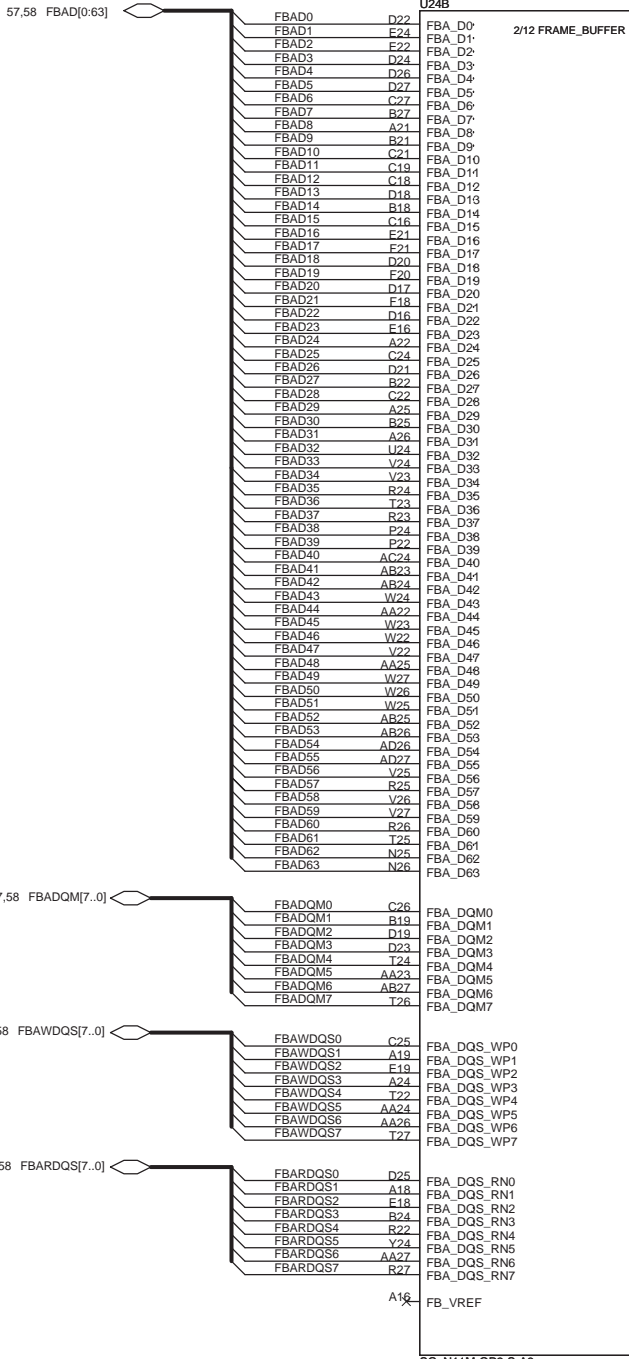 U24B
57,58 FBAD[0:63]
2/12 FRAME_BUFFER
FBAD0 D22 FBA_D0
FBAD1 E24 FBA_D1
FBAD2 E22 FBA_D2
FBAD3 D24 FBA_D3
FBAD4 D26 FBA_D4
FBAD5 D27 FBA_D5
FBAD6 C27 FBA_D6
FBAD7 B27 FBA_D7
FBAD8 A21 FBA_D8
FBAD9 B21 FBA_D9
FBAD10 C21 FBA_D10
FBAD11 C19 FBA_D11
FBAD12 C18 FBA_D12
FBAD13 D18 FBA_D13
FBAD14 B18 FBA_D14
FBAD15 C16 FBA_D15
FBAD16 E21 FBA_D16
FBAD17 F21 FBA_D17
FBAD18 D20 FBA_D18
FBAD19 F20 FBA_D19
FBAD20 D17 FBA_D20
FBAD21 F18 FBA_D21
FBAD22 D16 FBA_D22
FBAD23 E16 FBA_D23
FBAD24 A22 FBA_D24
FBAD25 C24 FBA_D25
FBAD26 D21 FBA_D26
FBAD27 B22 FBA_D27
FBAD28 C22 FBA_D28
FBAD29 A25 FBA_D29
FBAD30 B25 FBA_D30
FBAD31 A26 FBA_D31
FBAD32 U24 FBA_D32
FBAD33 V24 FBA_D33
FBAD34 V23 FBA_D34
FBAD35 R24 FBA_D35
FBAD36 T23 FBA_D36
FBAD37 R23 FBA_D37
FBAD38 P24 FBA_D38
FBAD39 P22 FBA_D39
FBAD40 AC24 FBA_D40
FBAD41 AB23 FBA_D41
FBAD42 AB24 FBA_D42
FBAD43 W24 FBA_D43
FBAD44 AA22 FBA_D44
FBAD45 W23 FBA_D45
FBAD46 W22 FBA_D46
FBAD47 V22 FBA_D47
FBAD48 AA25 FBA_D48
FBAD49 W27 FBA_D49
FBAD50 W26 FBA_D50
FBAD51 W25 FBA_D51
FBAD52 AB25 FBA_D52
FBAD53 AB26 FBA_D53
FBAD54 AD26 FBA_D54
FBAD55 AD27 FBA_D55
FBAD56 V25 FBA_D56
FBAD57 R25 FBA_D57
FBAD58 V26 FBA_D58
FBAD59 V27 FBA_D59
FBAD60 R26 FBA_D60
FBAD61 T25 FBA_D61
FBAD62 N25 FBA_D62
FBAD63 N26 FBA_D63
7,58 FBADQM[7..0]
FBADQM0 C26 FBA_DQM0
FBADQM1 B19 FBA_DQM1
FBADQM2 D19 FBA_DQM2
FBADQM3 D23 FBA_DQM3
FBADQM4 T24 FBA_DQM4
FBADQM5 AA23 FBA_DQM5
FBADQM6 AB27 FBA_DQM6
FBADQM7 T26 FBA_DQM7
58 FBAWDQS[7..0]
FBAWDQS0 C25 FBA_DQS_WP0
FBAWDQS1 A19 FBA_DQS_WP1
FBAWDQS2 E19 FBA_DQS_WP2
FBAWDQS3 A24 FBA_DQS_WP3
FBAWDQS4 T22 FBA_DQS_WP4
FBAWDQS5 AA24 FBA_DQS_WP5
FBAWDQS6 AA26 FBA_DQS_WP6
FBAWDQS7 T27 FBA_DQS_WP7
58 FBARDQS[7..0]
FBARDQS0 D25 FBA_DQS_RN0
FBARDQS1 A18 FBA_DQS_RN1
FBARDQS2 E18 FBA_DQS_RN2
FBARDQS3 B24 FBA_DQS_RN3
FBARDQS4 R22 FBA_DQS_RN4
FBARDQS5 Y24 FBA_DQS_RN5
FBARDQS6 AA27 FBA_DQS_RN6
FBARDQS7 R27 FBA_DQS_RN7
A16 FB_VREF